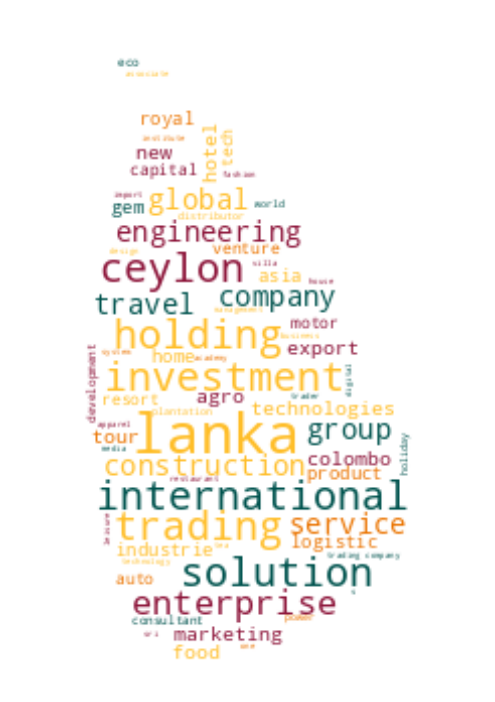 eco
associate
royal
institute
hotel
tech
new
capital
fashion
import
gem
global
world
distributor
engineering
design
venture
ceylon
villa
asia
house
travel
company
management
holding
motor
business
system
home
academy
export
development
investment
digital
resort
agro
trader
plantation
technologies
apparel
lanka
tour
group
media
holiday
construction
colombo
product
restaurant
international
trading
service
logistic
industrie
tea
trading company
technology
auto
solution
s
enterprise
consultant
power
sri
marketing
one
food